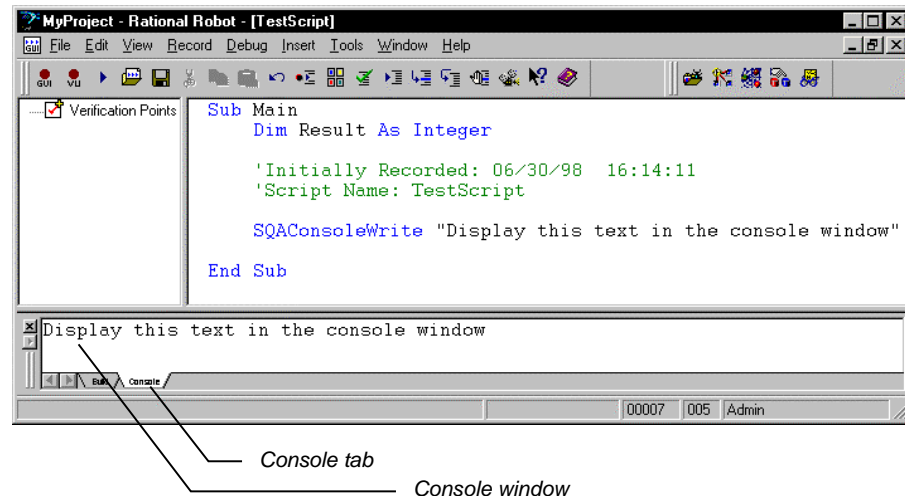 MyProject - Rational Robot - [TestScript]
GUI File Edit View Record Debug Insert Tools Window Help
GUI VU
Verification Points
Sub Main
Dim Result As Integer
'Initially Recorded: 06/30/98 16:14:11
'Script Name: TestScript
SQAConsoleWrite "Display this text in the console window"
End Sub
Display this text in the console window
Build Console
00007 005 Admin
Console tab
Console window